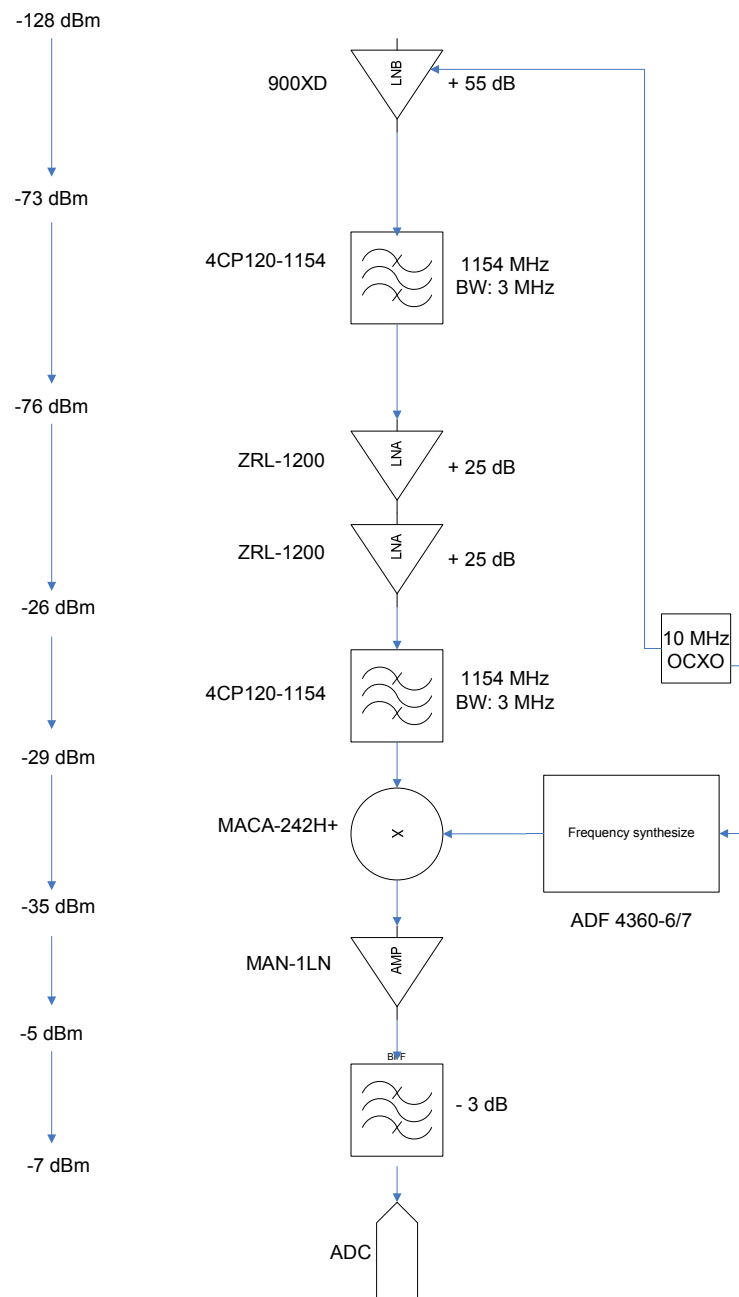 -128 dBm
LNB
900XD
+ 55 dB
-73 dBm
4CP120-1154
1154 MHz
BW: 3 MHz
-76 dBm
LNA
ZRL-1200
+ 25 dB
LNA
ZRL-1200
+ 25 dB
-26 dBm
10 MHz
OCXO
4CP120-1154
1154 MHz
BW: 3 MHz
-29 dBm
MACA-242H+
X
Frequency synthesize
-35 dBm
ADF 4360-6/7
MAN-1LN
AMP
-5 dBm
BPF
- 3 dB
-7 dBm
ADC